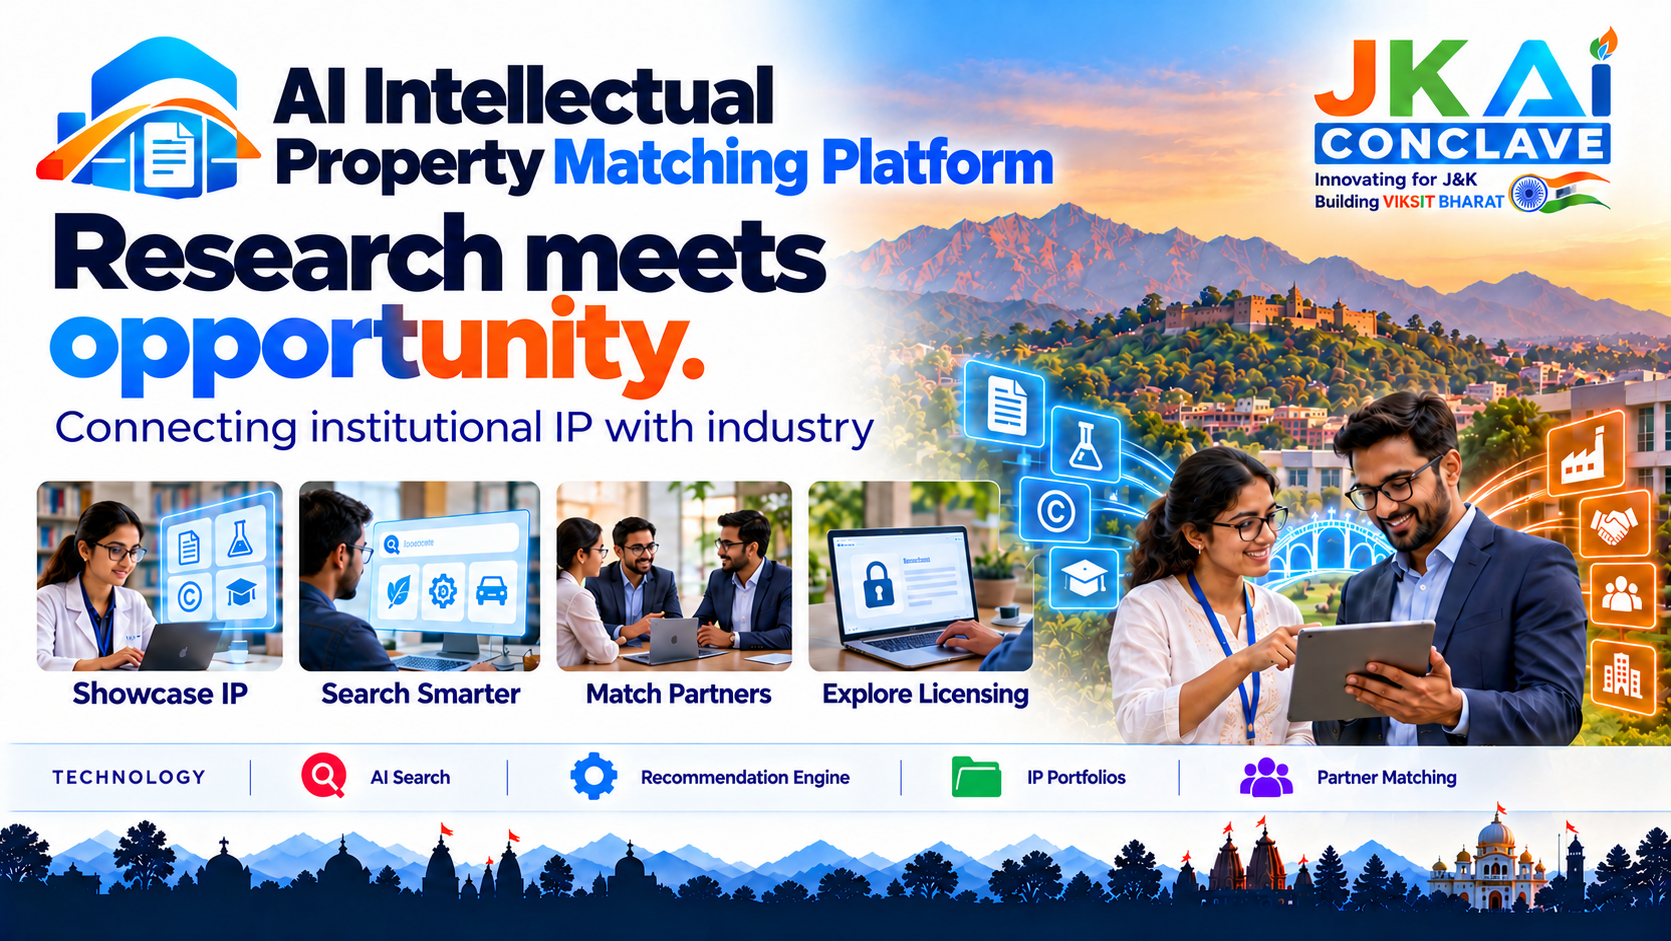 AI Intellectual
Property Matching Platform
Research meets
opportunity.
Connecting institutional IP with industry
JK Ai
CONCLAVE
Innovating for J&K
Building VIKSIT BHARAT
Showcase IP
Search Smarter
Match Partners
Explore Licensing
TECHNOLOGY
AI Search
Recommendation Engine
IP Portfolios
Partner Matching